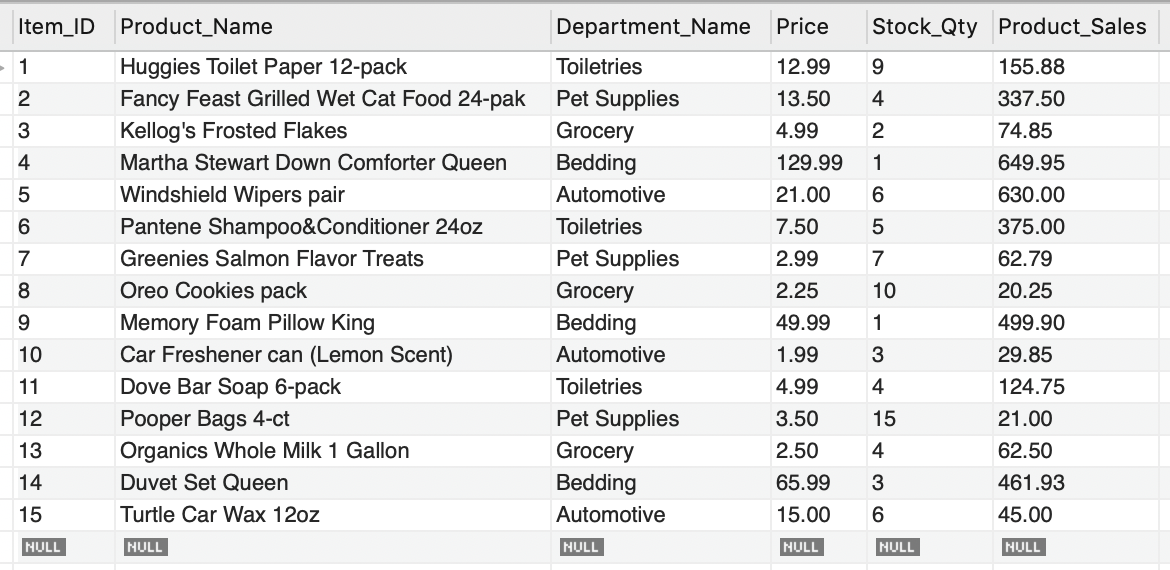 Item_ID Product_Name Department_Name Price Stock_Qty Product_Sales
1 Huggies Toilet Paper 12-pack Toiletries 12.99 9 155.88
2 Fancy Feast Grilled Wet Cat Food 24-pak Pet Supplies 13.50 4 337.50
3 Kellog's Frosted Flakes Grocery 4.99 2 74.85
4 Martha Stewart Down Comforter Queen Bedding 129.99 1 649.95
5 Windshield Wipers pair Automotive 21.00 6 630.00
6 Pantene Shampoo&Conditioner 24oz Toiletries 7.50 5 375.00
7 Greenies Salmon Flavor Treats Pet Supplies 2.99 7 62.79
8 Oreo Cookies pack Grocery 2.25 10 20.25
9 Memory Foam Pillow King Bedding 49.99 1 499.90
10 Car Freshener can (Lemon Scent) Automotive 1.99 3 29.85
11 Dove Bar Soap 6-pack Toiletries 4.99 4 124.75
12 Pooper Bags 4-ct Pet Supplies 3.50 15 21.00
13 Organics Whole Milk 1 Gallon Grocery 2.50 4 62.50
14 Duvet Set Queen Bedding 65.99 3 461.93
15 Turtle Car Wax 12oz Automotive 15.00 6 45.00
NULL NULL NULL NULL NULL NULL